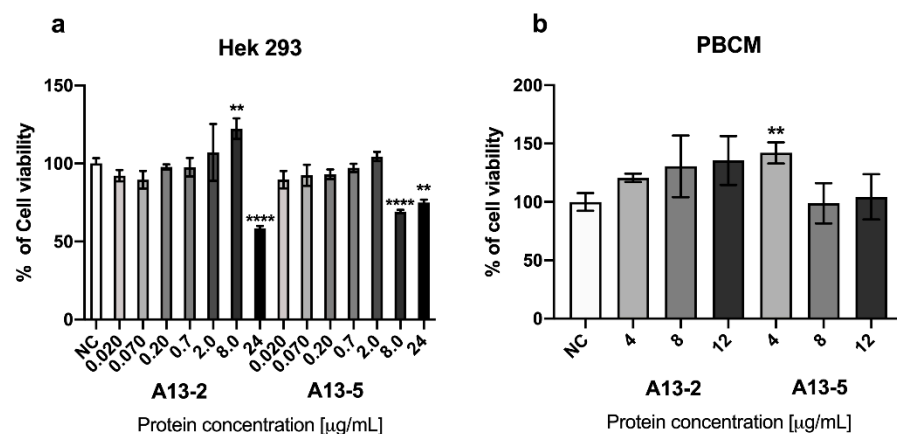 a
Hek 293
% of Cell viability
150
100
50
0
**
****
****
**
NC
0.020
0.070
0.20
0.7
2.0
8.0
24
0.020
0.070
0.20
0.7
2.0
8.0
24
A13-2
A13-5
Protein concentration [μg/mL]
b
PBCM
% of cell viability
200
150
100
50
0
**
NC
4
8
12
4
8
12
A13-2
A13-5
Protein concentration [μg/mL]